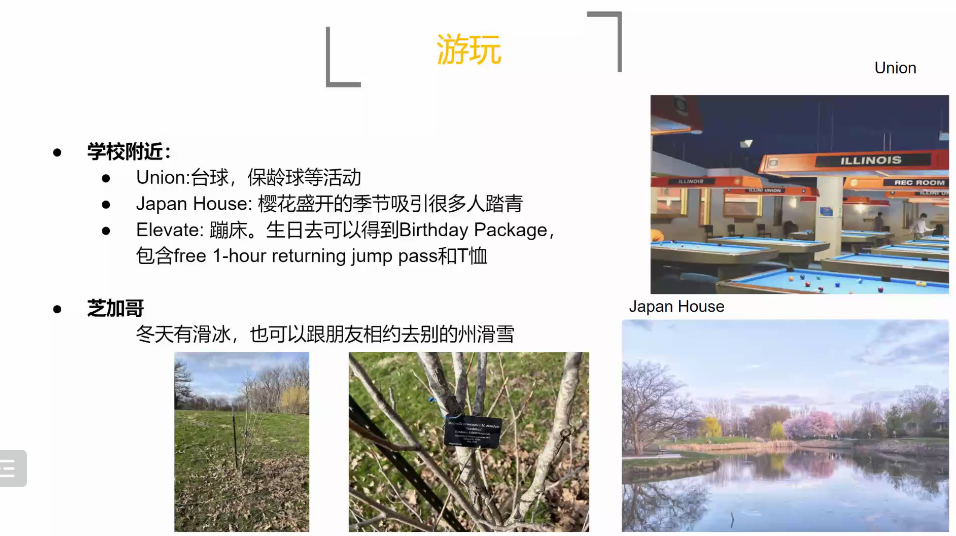 游玩
Union
学校附近：
Union:台球，保龄球等活动
Japan House: 樱花盛开的季节吸引很多人踏青
Elevate: 蹦床。生日去可以得到Birthday Package，
包含free 1-hour returning jump pass和T恤
芝加哥
冬天有滑冰，也可以跟朋友相约去别的州滑雪
ILLINOIS
ILLINOIS
REC ROOM
ILLINI UNION
Japan House